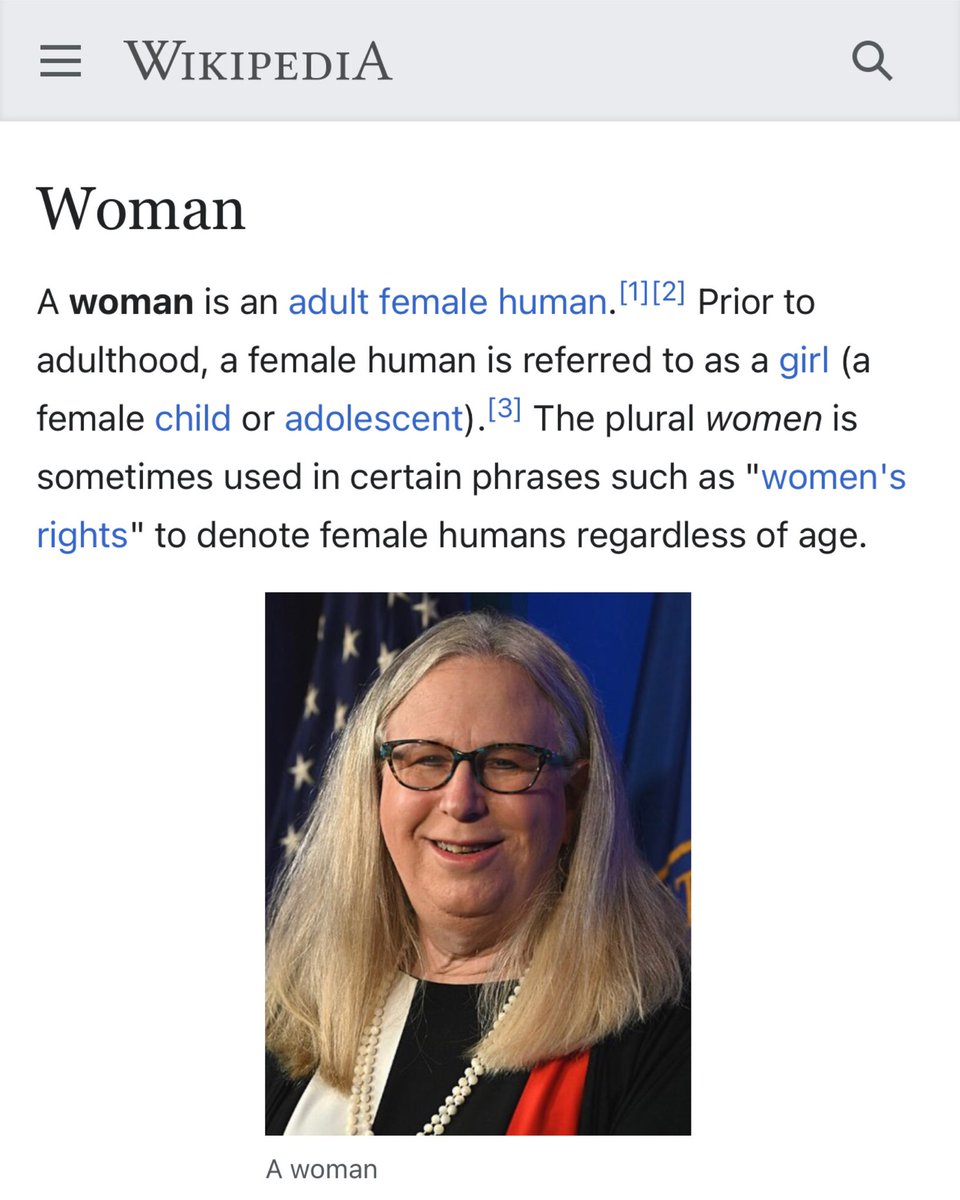 WIKIPEDIA
Woman
A woman is an adult female human.[1][2] Prior to
adulthood, a female human is referred to as a girl (a
female child or adolescent).[3] The plural women is
sometimes used in certain phrases such as "women's
rights" to denote female humans regardless of age.
A woman